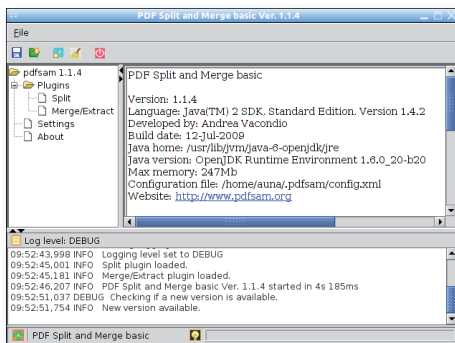 PDF Split and Merge basic Ver. 1.1.4
File
pdfsam 1.1.4
Plugins
Split
Merge/Extract
Settings
About
PDF Split and Merge basic
Version: 1.1.4
Language: Java(TM) 2 SDK, Standard Edition, Version 1.4.2
Developed by: Andrea Vacondio
Build date: 12-Jul-2009
Java home: /usr/lib/jvm/java-6-openjdk/jre
Java version: OpenJDK Runtime Environment 1.6.0_20-b20
Max memory: 247Mb
Configuration file: /home/auna/.pdfsam/config.xml
Website: http://www.pdfsam.org
Log level: DEBUG
09:52:43,998 INFO Logging level set to DEBUG
09:52:45,001 INFO Split plugin loaded.
09:52:45,181 INFO Merge/Extract plugin loaded.
09:52:46,207 INFO PDF Split and Merge basic Ver. 1.1.4 started in 4s 185ms
09:52:51,037 DEBUG Checking if a new version is available.
09:52:51,754 INFO New version available.
PDF Split and Merge basic